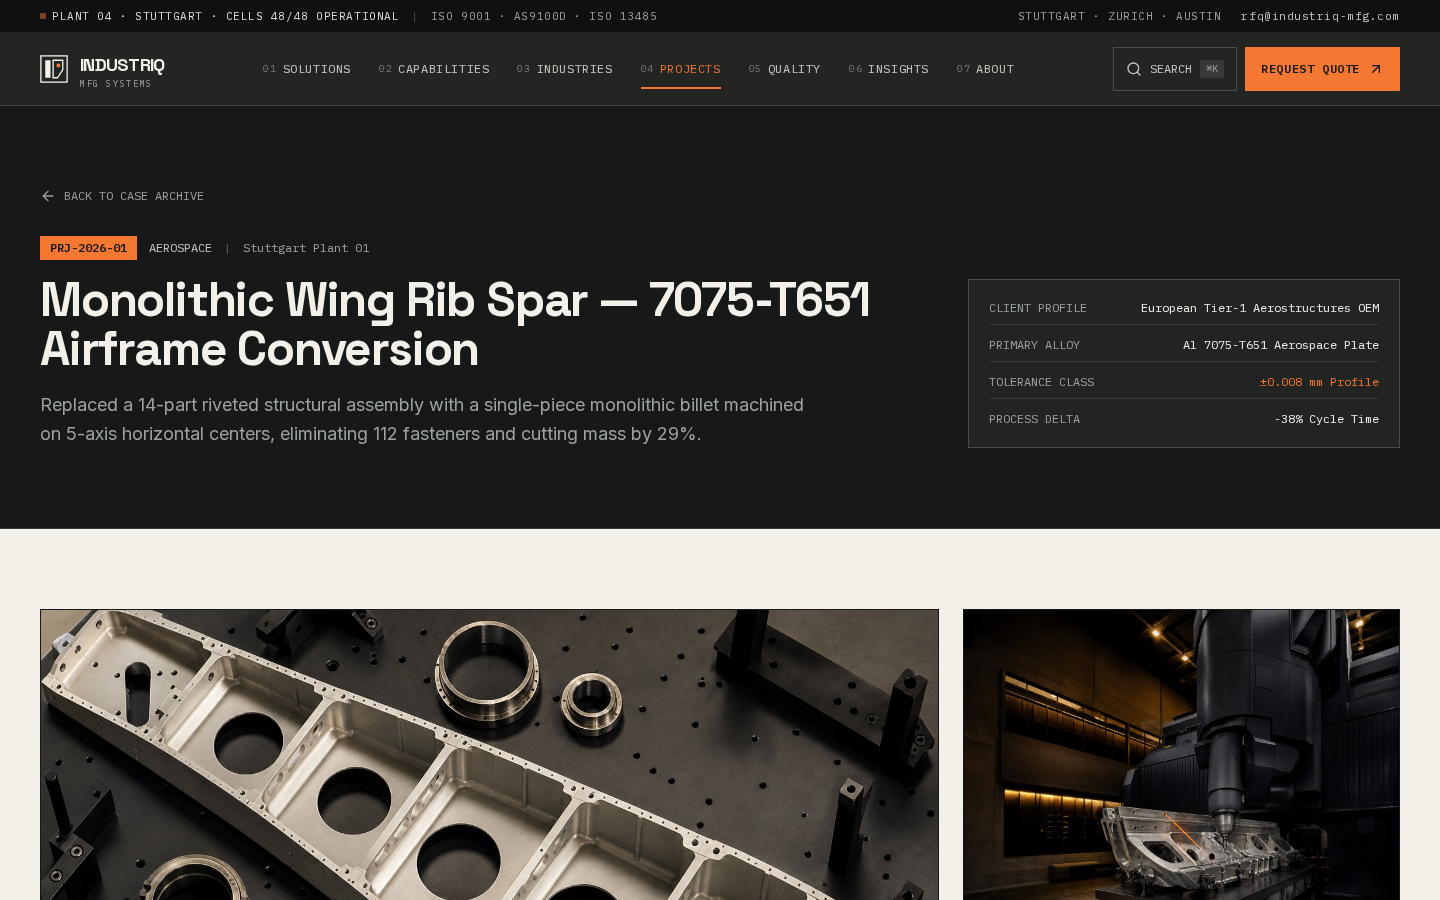 PLANT 04 · STUTTGART · CELLS 48/48 OPERATIONAL | ISO 9001 · AS9100D · ISO 13485
STUTTGART · ZURICH · AUSTIN rfq@industriq-mfg.com
INDUSTRIQ
MFG SYSTEMS
01 SOLUTIONS 02 CAPABILITIES 03 INDUSTRIES 04 PROJECTS 05 QUALITY 06 INSIGHTS 07 ABOUT
SEARCH ⌘K
REQUEST QUOTE
BACK TO CASE ARCHIVE
PRJ-2026-01 AEROSPACE | Stuttgart Plant 01
Monolithic Wing Rib Spar — 7075-T651
Airframe Conversion
Replaced a 14-part riveted structural assembly with a single-piece monolithic billet machined
on 5-axis horizontal centers, eliminating 112 fasteners and cutting mass by 29%.
CLIENT PROFILE European Tier-1 Aerostructures OEM
PRIMARY ALLOY Al 7075-T651 Aerospace Plate
TOLERANCE CLASS ±0.008 mm Profile
PROCESS DELTA -38% Cycle Time